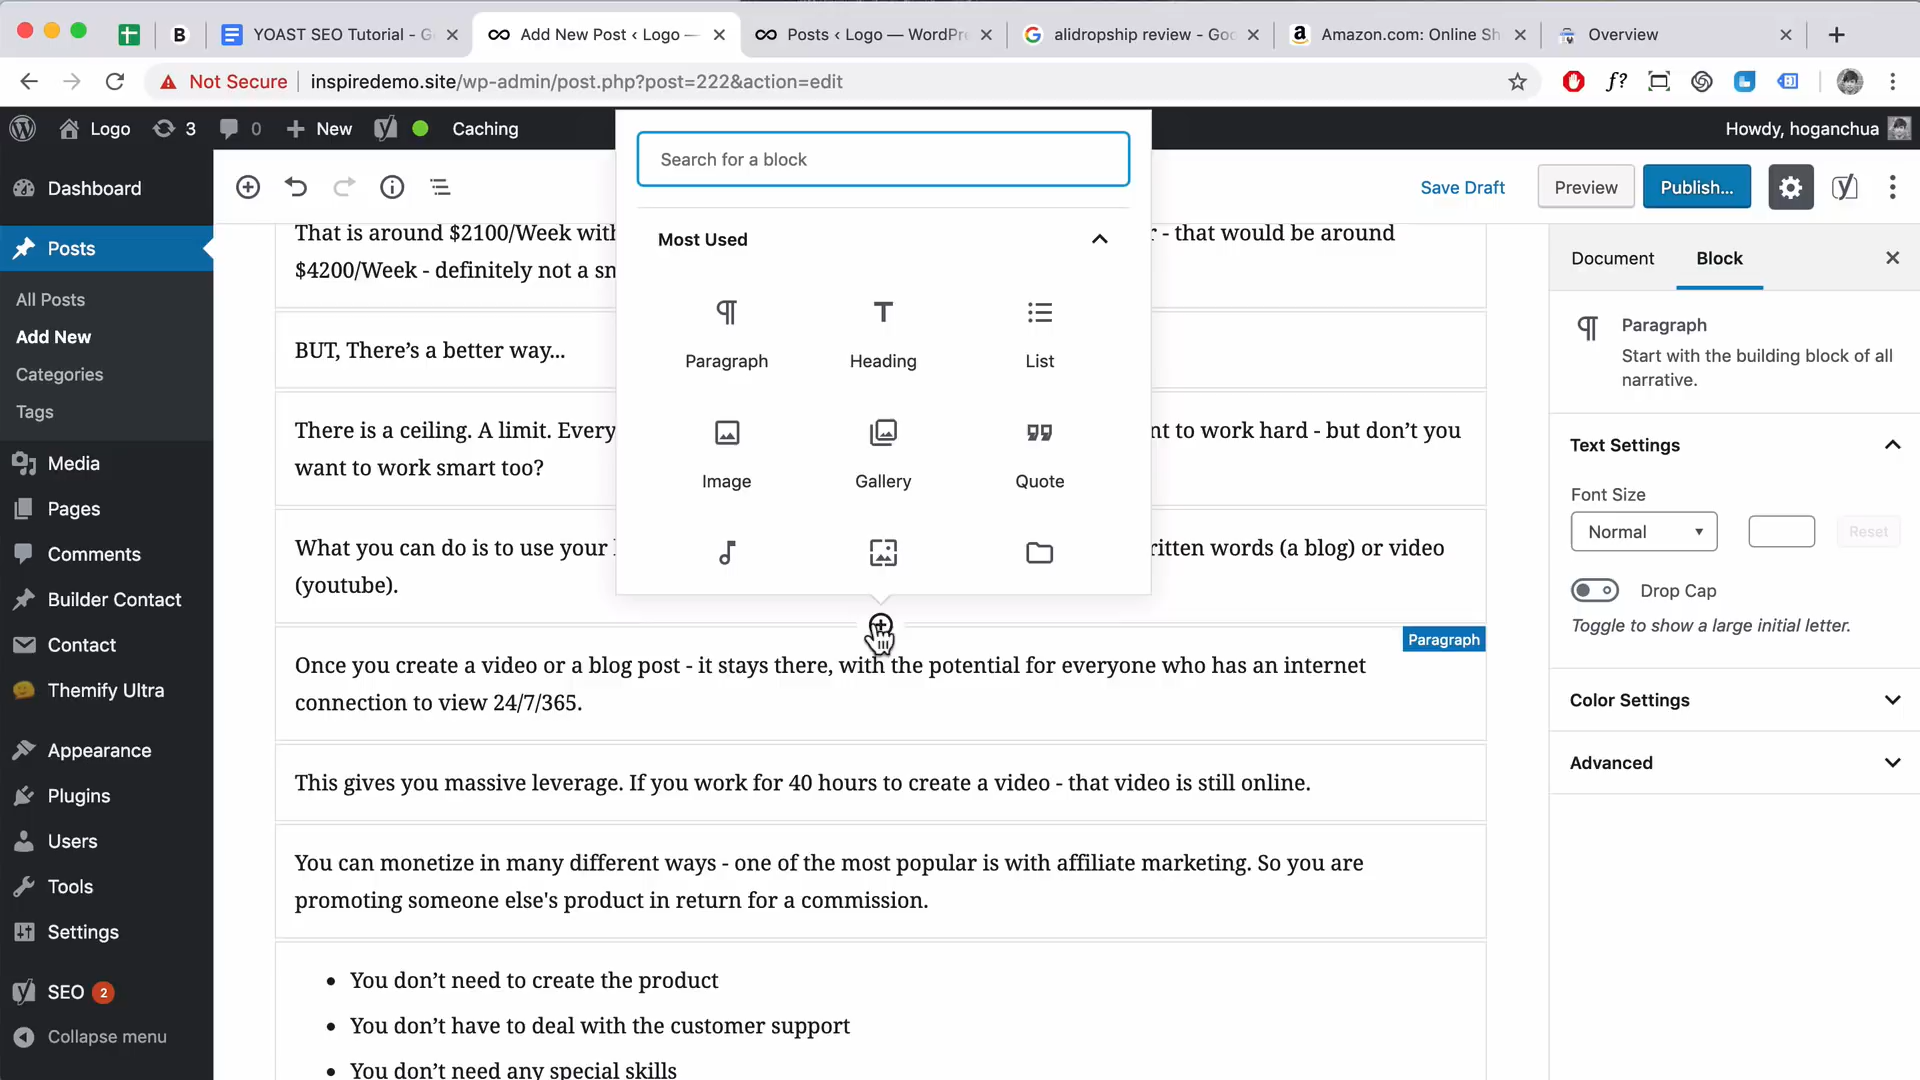 YOAST SEO Tutorial - G
Add New Post ‹ Logo —
Posts ‹ Logo — WordPre
alidropship review - Goo
Amazon.com: Online Sh
Overview
Not Secure
inspiredemo.site/wp-admin/post.php?post=222&action=edit
Logo
3
0
New
Caching
Howdy, hoganchua
Dashboard
Posts
All Posts
Add New
Categories
Tags
Media
Pages
Comments
Builder Contact
Contact
Themify Ultra
Appearance
Plugins
Users
Tools
Settings
SEO 2
Collapse menu
Save Draft
Preview
Publish...
Search for a block
Most Used
Paragraph
Heading
List
Image
Gallery
Quote
That is around $2100/Week with r - that would be around
$4200/Week - definitely not a sn
BUT, There’s a better way...
There is a ceiling. A limit. Every nt to work hard - but don’t you
want to work smart too?
What you can do is to use your ritten words (a blog) or video
(youtube).
Paragraph
Once you create a video or a blog post - it stays there, with the potential for everyone who has an internet
connection to view 24/7/365.
This gives you massive leverage. If you work for 40 hours to create a video - that video is still online.
You can monetize in many different ways - one of the most popular is with affiliate marketing. So you are
promoting someone else's product in return for a commission.
You don’t need to create the product
You don’t have to deal with the customer support
You don’t need any special skills
Document
Block
Paragraph
Start with the building block of all
narrative.
Text Settings
Font Size
Normal
Reset
Drop Cap
Toggle to show a large initial letter.
Color Settings
Advanced